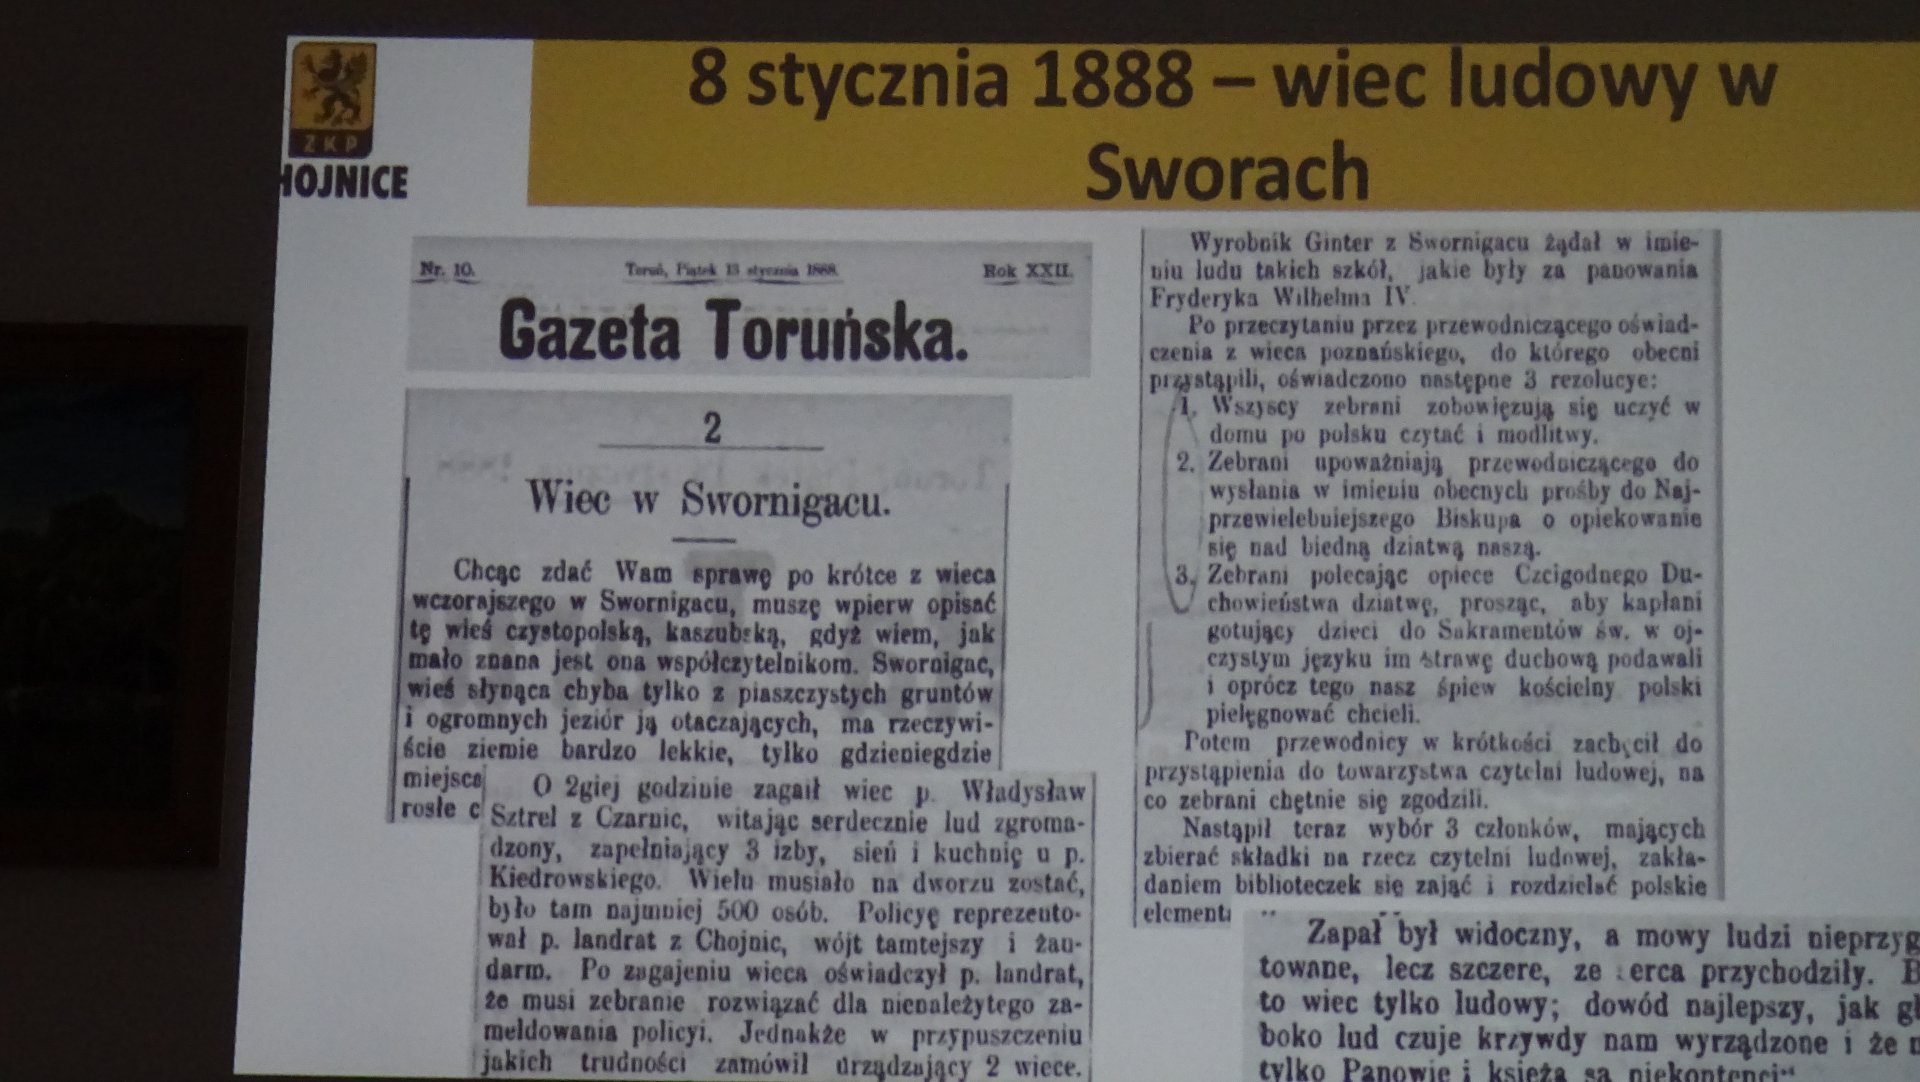 ZKP
HOJNICE
8 stycznia 1888 – wiec ludowy w
Sworach
Nr. 10. Toruń, Piątek 13 stycznia 1888. Rok XXII.
Gazeta Toruńska.
2
Wiec w Swornigacu.
Chcąc zdać Wam sprawę po krótce z wieca
wczorajszego w Swornigacu, muszę wpierw opisać
tę wieś czystopolską, kaszubską, gdyż wiem, jak
mało znana jest ona współczytelnikom. Swornigac,
wieś słynąca chyba tylko z piaszczystych gruntów
i ogromnych jeziór ją otaczających, ma rzeczywi-
ście ziemie bardzo lekkie, tylko gdzieniegdzie
miejsca
rosłe c
O 2giej godzinie zagaił wiec p. Władysław
Sztrel z Czarnic, witając serdecznie lud zgroma-
dzony, zapełniający 3 izby, sień i kuchnię u p.
Kiedrowskiego. Wielu musiało na dworzu zostać,
było tam najmniej 500 osób. Policyę reprezento-
wał p. landrat z Chojnic, wójt tamtejszy i żan-
darm. Po zagajeniu wieca oświadczył p. landrat,
że musi zebranie rozwiązać dla nienależytego za-
meldowania policyi. Jednakże w przypuszczeniu
jakich trudności zamówił urządzający 2 wiece.
Wyrobnik Ginter z Swornigacu żądał w imie-
niu ludu takich szkół, jakie były za panowania
Fryderyka Wilhelma IV.
Po przeczytaniu przez przewodniczącego oświad-
czenia z wieca poznańskiego, do którego obecni
przystąpili, oświadczono następne 3 rezolucye:
1. Wszyscy zebrani zobowięzują się uczyć w
domu po polsku czytać i modlitwy.
2. Zebrani upoważniają przewodniczącego do
wysłania w imieniu obecnych prośby do Naj-
przewielebniejszego Biskupa o opiekowanie
się nad biedną dziatwą naszą.
3. Zebrani polecając opiece Czcigodnego Du-
chowieństwa dziatwę, prosząc, aby kapłani
gotujący dzieci do Sakramentów św. w oj-
czystym języku im strawę duchową podawali
i oprócz tego nasz śpiew kościelny polski
pielęgnować chcieli.
Potem przewodnicy w krótkości zachęcił do
przystąpienia do towarzystwa czytelni ludowej, na
co zebrani chętnie się zgodzili.
Nastąpił teraz wybór 3 członków, mających
zbierać składki na rzecz czytelni ludowej, zakła-
daniem biblioteczek się zająć i rozdzielać polskie
elementa
Zapał był widoczny, a mowy ludzi nieprzyg
towane, lecz szczere, ze serca przychodziły. B
to wiec tylko ludowy; dowód najlepszy, jak gł
boko lud czuje krzywdy nam wyrządzone i że n
tylko Panowie i księża są niekontenci"